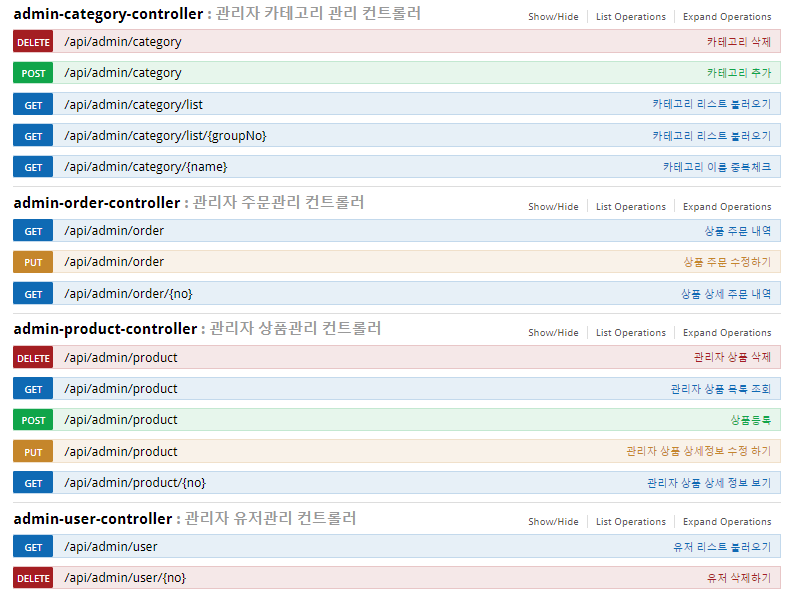 admin-category-controller : 관리자 카테고리 관리 컨트롤러 Show/Hide List Operations Expand Operations
DELETE /api/admin/category 카테고리 삭제
POST /api/admin/category 카테고리 추가
GET /api/admin/category/list 카테고리 리스트 불러오기
GET /api/admin/category/list/{groupNo} 카테고리 리스트 불러오기
GET /api/admin/category/{name} 카테고리 이름 중복체크
admin-order-controller : 관리자 주문관리 컨트롤러 Show/Hide List Operations Expand Operations
GET /api/admin/order 상품 주문 내역
PUT /api/admin/order 상품 주문 수정하기
GET /api/admin/order/{no} 상품 상세 주문 내역
admin-product-controller : 관리자 상품관리 컨트롤러 Show/Hide List Operations Expand Operations
DELETE /api/admin/product 관리자 상품 삭제
GET /api/admin/product 관리자 상품 목록 조회
POST /api/admin/product 상품등록
PUT /api/admin/product 관리자 상품 상세정보 수정 하기
GET /api/admin/product/{no} 관리자 상품 상세 정보 보기
admin-user-controller : 관리자 유저관리 컨트롤러 Show/Hide List Operations Expand Operations
GET /api/admin/user 유저 리스트 불러오기
DELETE /api/admin/user/{no} 유저 삭제하기